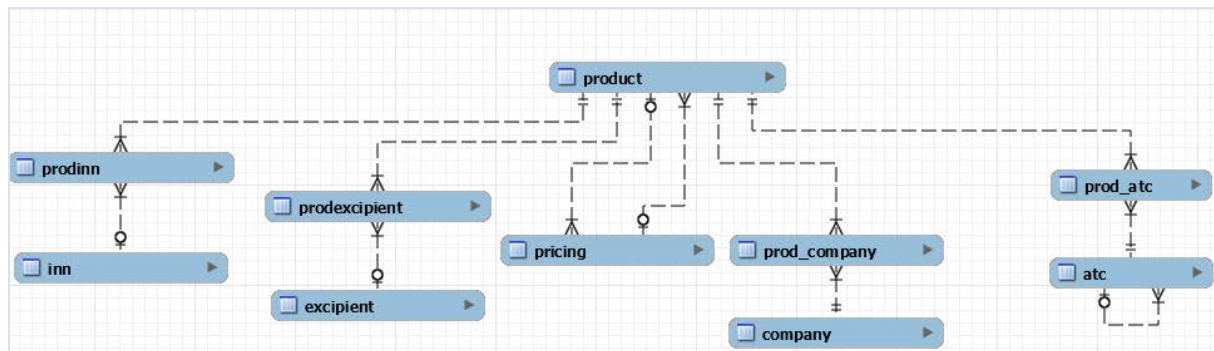 product
prodinn
prod_atc
prodexcipient
pricing
prod_company
inn
atc
excipient
company